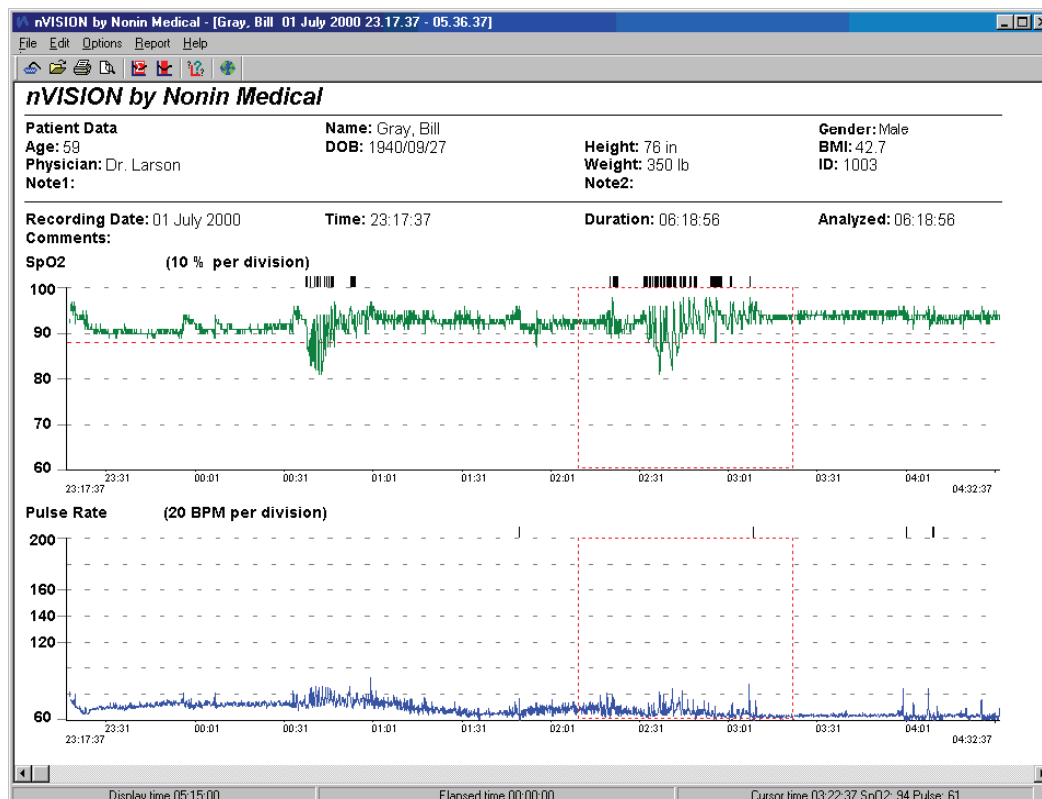 nVISION by Nonin Medical - [Gray, Bill 01 July 2000 23.17.37 - 05.36.37]
File Edit Options Report Help
nVISION by Nonin Medical
Patient Data Name: Gray, Bill Gender: Male
Age: 59 DOB: 1940/09/27 Height: 76 in BMI: 42.7
Physician: Dr. Larson Weight: 350 lb ID: 1003
Note1: Note2:
Recording Date: 01 July 2000 Time: 23:17:37 Duration: 06:18:56 Analyzed: 06:18:56
Comments:
SpO2 (10 % per division)
100
90
80
70
60
23:31 00:01 00:31 01:01 01:31 02:01 02:31 03:01 03:31 04:01
23:17:37 04:32:37
Pulse Rate (20 BPM per division)
200
160
140
120
60
23:31 00:01 00:31 01:01 01:31 02:01 02:31 03:01 03:31 04:01
23:17:37 04:32:37
Display time 05:15:00 Elapsed time 00:00:00 Cursor time 03:22:37 SpO2: 94 Pulse: 61